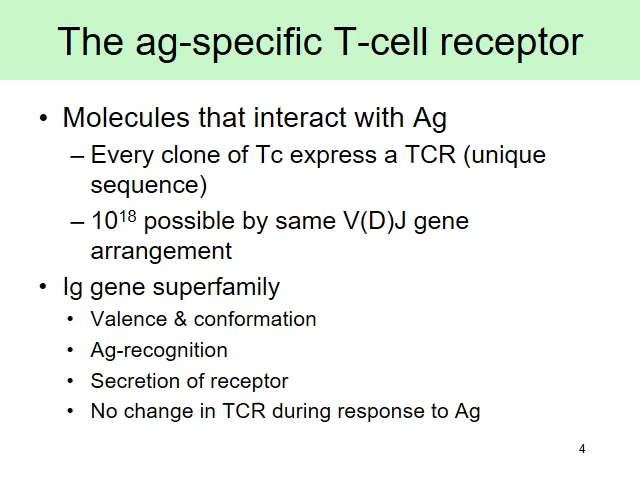 The ag-specific T-cell receptor
• Molecules that interact with Ag
– Every clone of Tc express a TCR (unique
sequence)
– 10¹⁸ possible by same V(D)J gene
arrangement
• Ig gene superfamily
• Valence & conformation
• Ag-recognition
• Secretion of receptor
• No change in TCR during response to Ag
4